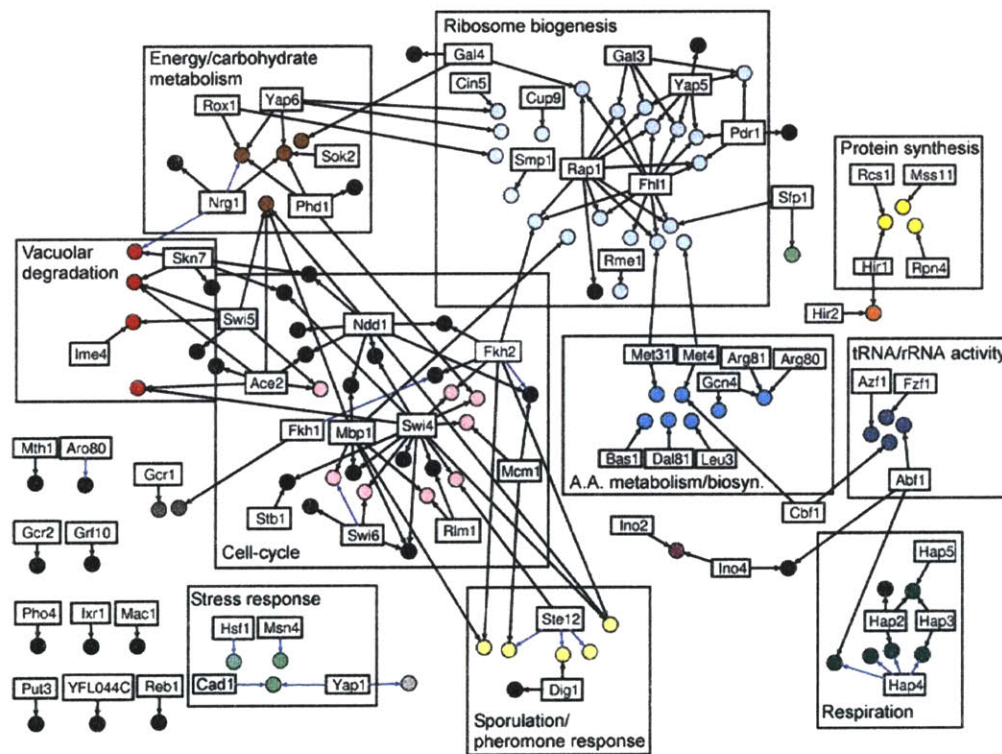 Ribosome biogenesis
Energy/carbohydrate
metabolism
Gal4
Gat3
Yap5
Cin5
Cup9
Rox1
Yap6
Pdr1
Sok2
Smp1
Rap1
Fhl1
Protein synthesis
Rcs1
Mss11
Nrg1
Phd1
Sfp1
Vacuolar
degradation
Skn7
Rme1
Hir1
Rpn4
Hir2
Swi5
Ndd1
Ime4
Fkh2
Met31
Met4
Arg81
Arg80
tRNA/rRNA activity
Ace2
Gcn4
Azf1
Fzf1
Fkh1
Mbp1
Swi4
Mth1
Aro80
Gcr1
Mcm1
Bas1
Dal81
Leu3
A.A. metabolism/biosyn.
Abf1
Stb1
Swi6
Rlm1
Cbf1
Gcr2
Grf10
Cell-cycle
Ino2
Ino4
Hap5
Stress response
Pho4
Ixr1
Mac1
Hsf1
Msn4
Ste12
Hap2
Hap3
Put3
YFL044C
Reb1
Cad1
Yap1
Dig1
Hap4
Sporulation/
pheromone response
Respiration